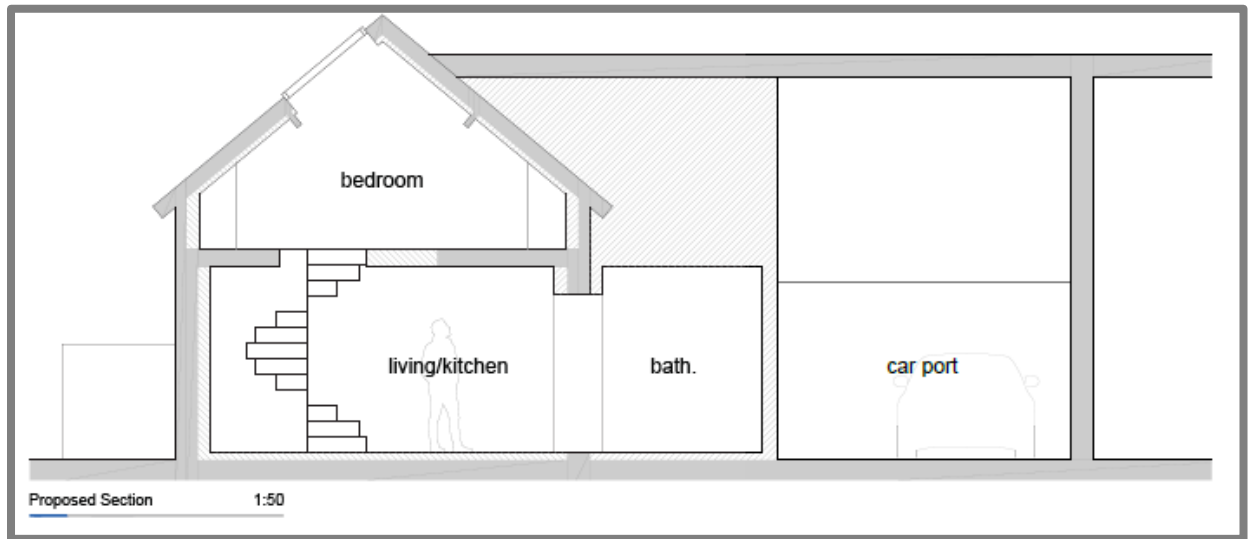 bedroom
living/kitchen
bath.
car port
Proposed Section 1:50